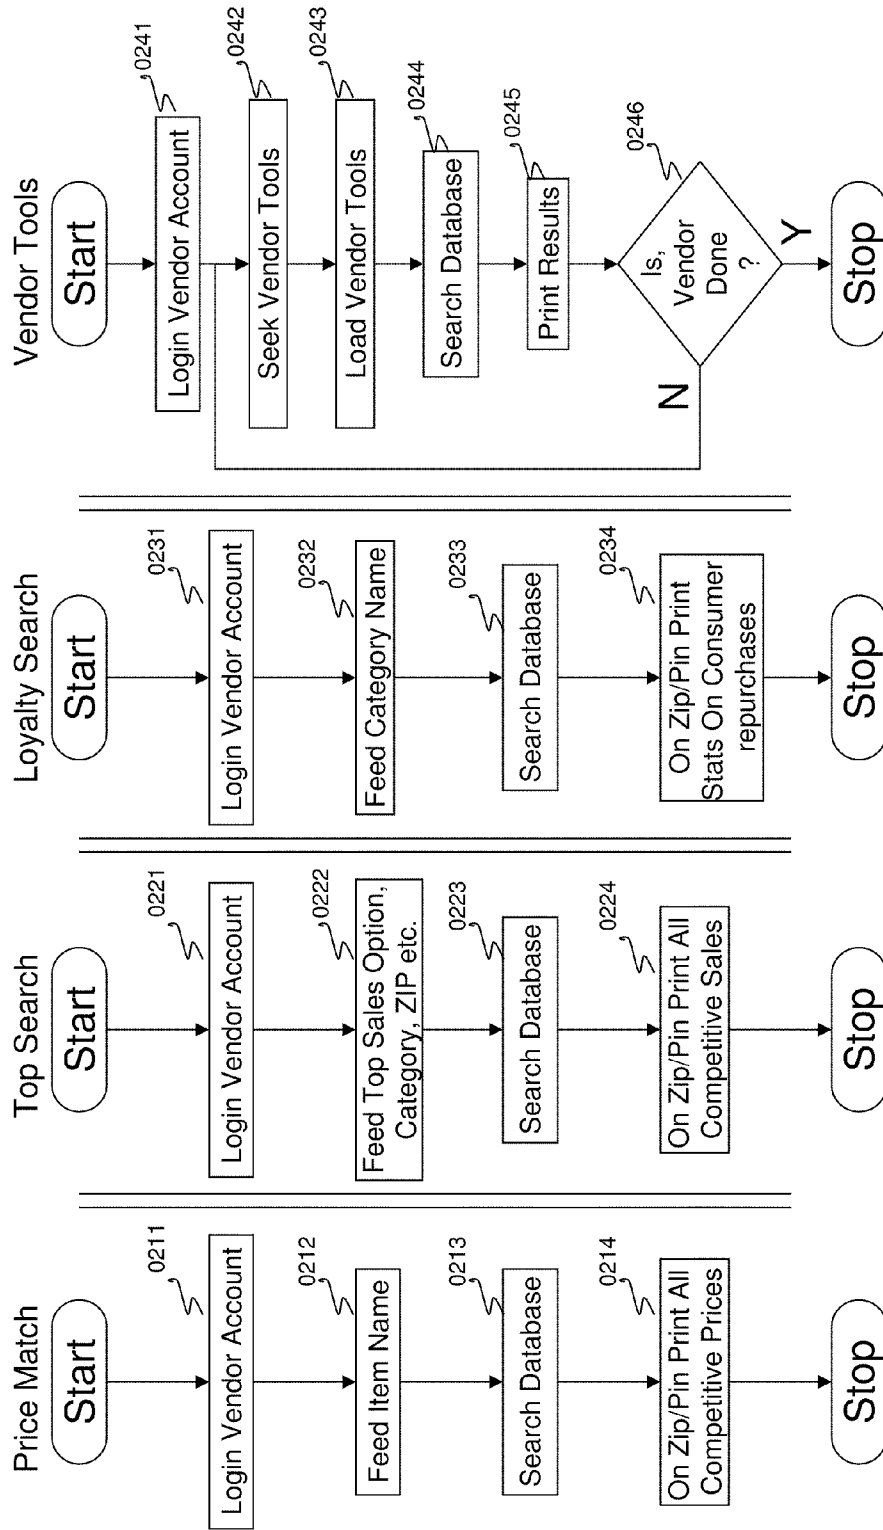 Price Match
Start
0211
Login Vendor Account
0212
Feed Item Name
0213
Search Database
0214
On Zip/Pin Print All
Competitive Prices
Stop
Top Search
Start
0221
Login Vendor Account
0222
Feed Top Sales Option,
Category, ZIP etc.
0223
Search Database
0224
On Zip/Pin Print All
Competitive Sales
Stop
Loyalty Search
Start
0231
Login Vendor Account
0232
Feed Category Name
0233
Search Database
0234
On Zip/Pin Print
Stats On Consumer
repurchases
Stop
Vendor Tools
Start
0241
Login Vendor Account
0242
Seek Vendor Tools
0243
Load Vendor Tools
0244
Search Database
0245
Print Results
0246
Is,
Vendor
Done
?
N
Y
Stop